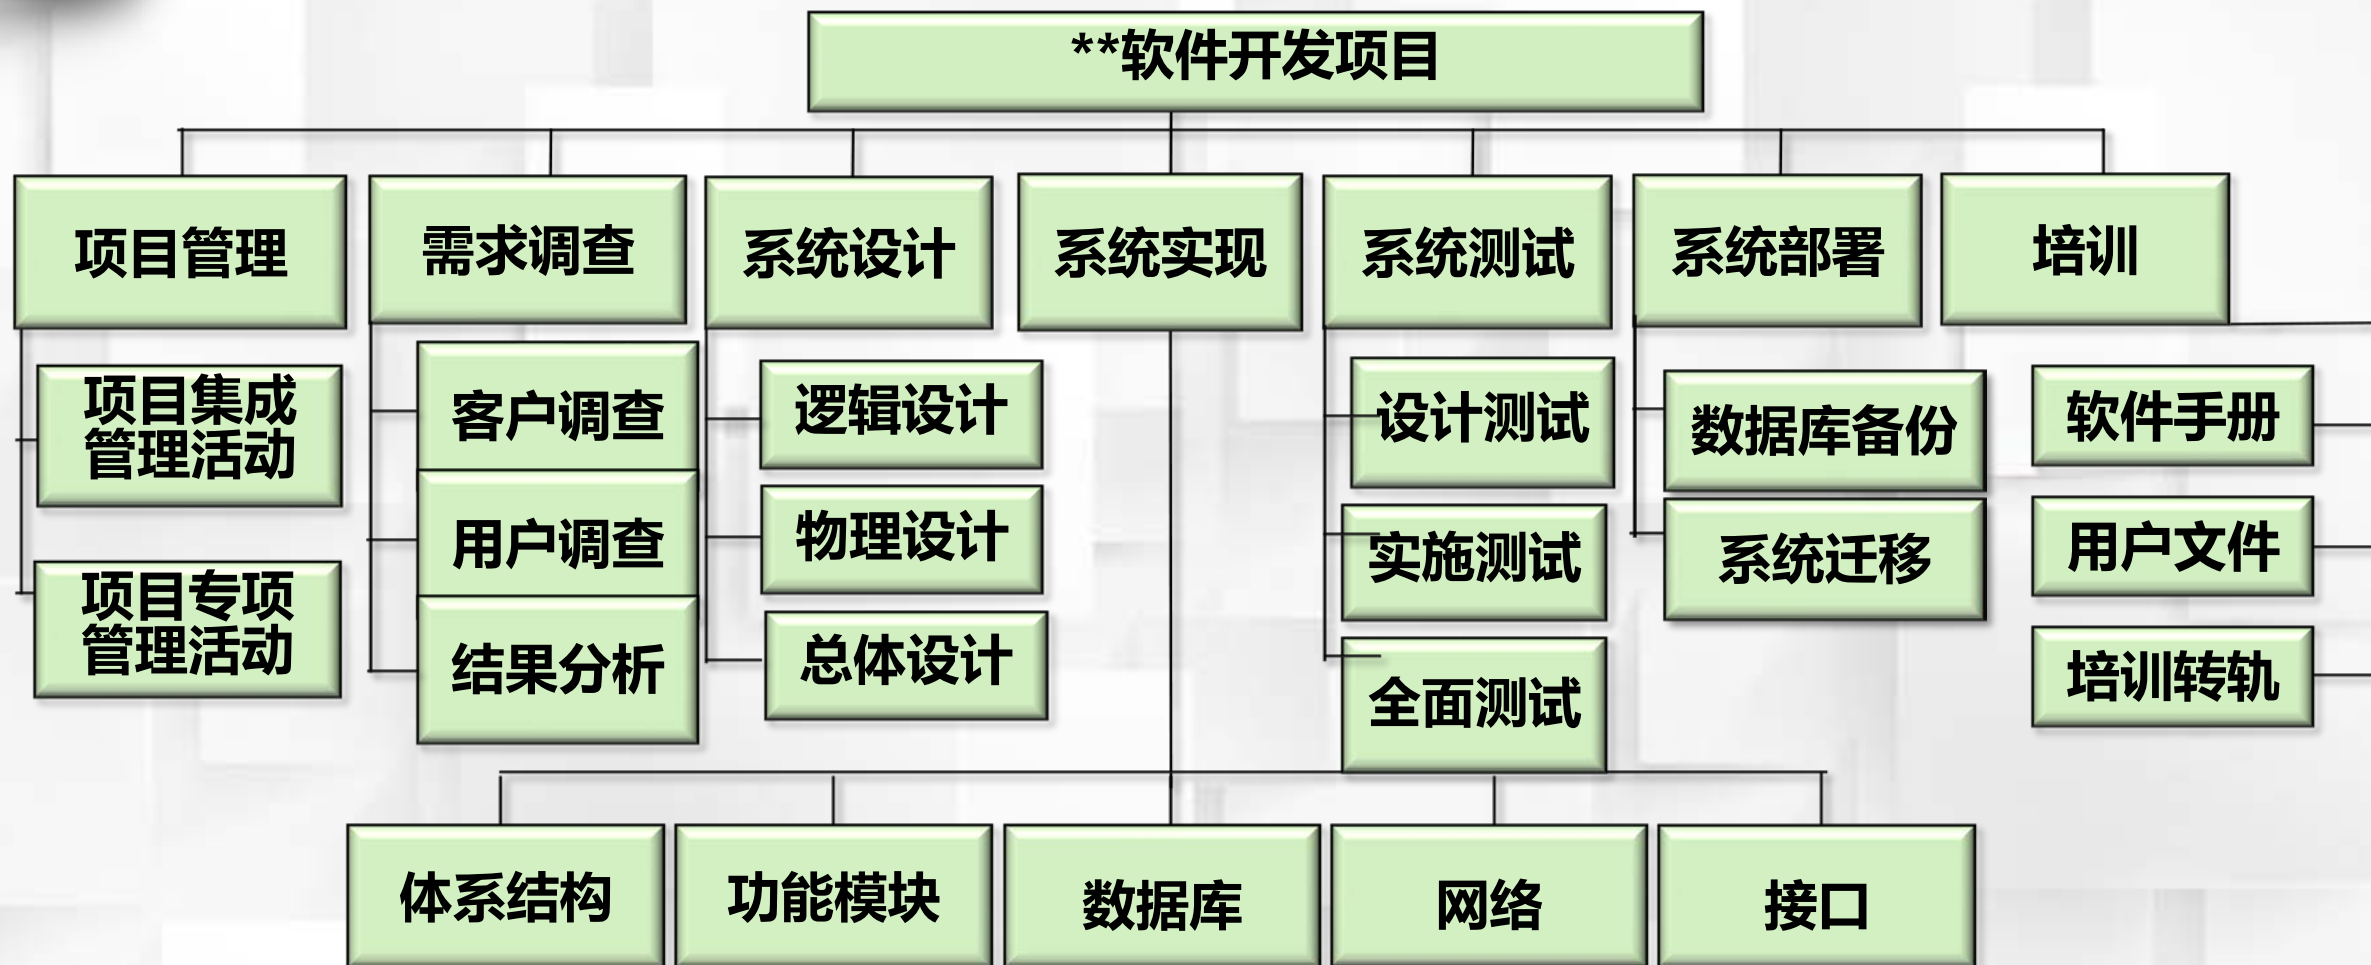 **软件开发项目
项目管理
需求调查
系统设计
系统实现
系统测试
系统部署
培训
项目集成
管理活动
项目专项
管理活动
客户调查
用户调查
结果分析
逻辑设计
物理设计
总体设计
设计测试
实施测试
全面测试
数据库备份
系统迁移
软件手册
用户文件
培训转轨
体系结构
功能模块
数据库
网络
接口